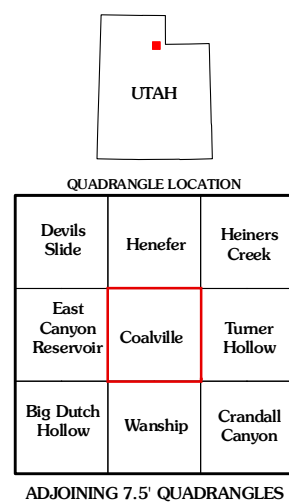 UTAH
QUADRANGLE LOCATION
Devils
Slide
Henefer
Heiners
Creek
East
Canyon
Reservoir
Coalville
Turner
Hollow
Big Dutch
Hollow
Wanship
Crandall
Canyon
ADJOINING 7.5' QUADRANGLES